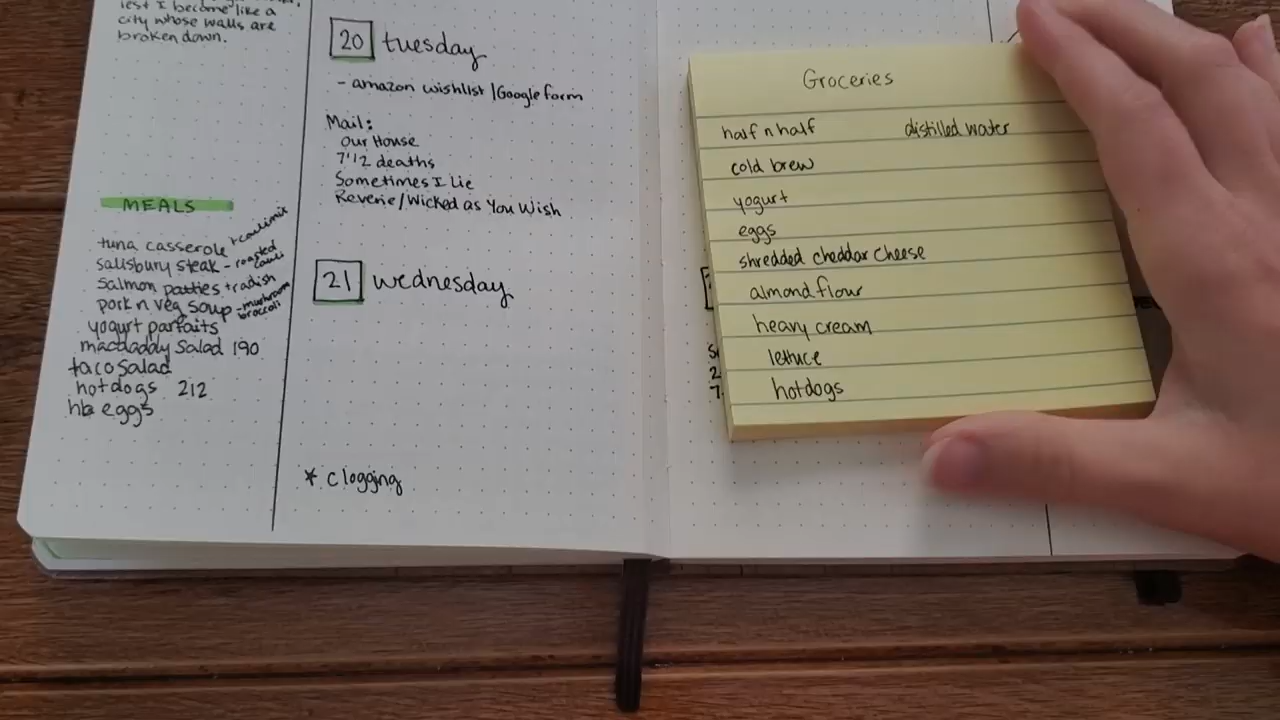 lest I become like a
city whose walls are
broken down.
MEALS
tuna casserole
salisbury steak - roasted
salmon patties + radish
pork n veg soup - mushroom
broccoli
yogurt parfaits
macdaddy salad 190
taco salad
hotdogs 212
hb eggs
20 tuesday
- amazon wishlist / Google form
Mail:
Our House
7 1/2 deaths
Sometimes I Lie
Reverie/Wicked as You Wish
21 wednesday
* clogging
Groceries
half n half
distilled water
cold brew
yogurt
eggs
shredded cheddar cheese
almond flour
heavy cream
lettuce
hotdogs